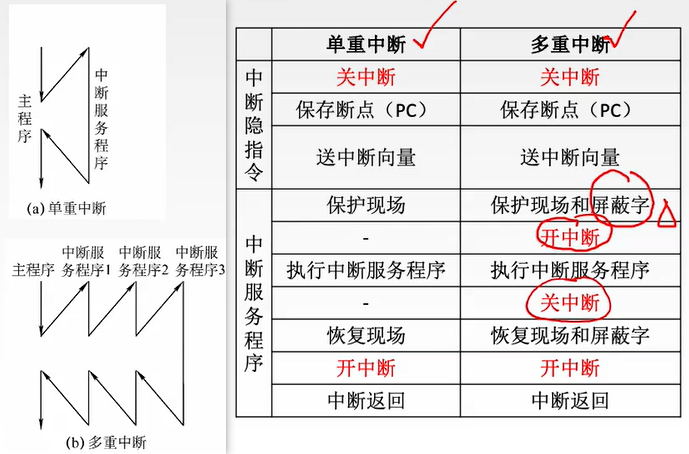 主程序
中断服务程序
(a) 单重中断
主程序 中断服务程序1 中断服务程序2 中断服务程序3
(b) 多重中断
单重中断 多重中断
中断隐指令
关中断 关中断
保存断点（PC） 保存断点（PC）
送中断向量 送中断向量
中断服务程序
保护现场 保护现场和屏蔽字
- 开中断
执行中断服务程序 执行中断服务程序
- 关中断
恢复现场 恢复现场和屏蔽字
开中断 开中断
中断返回 中断返回